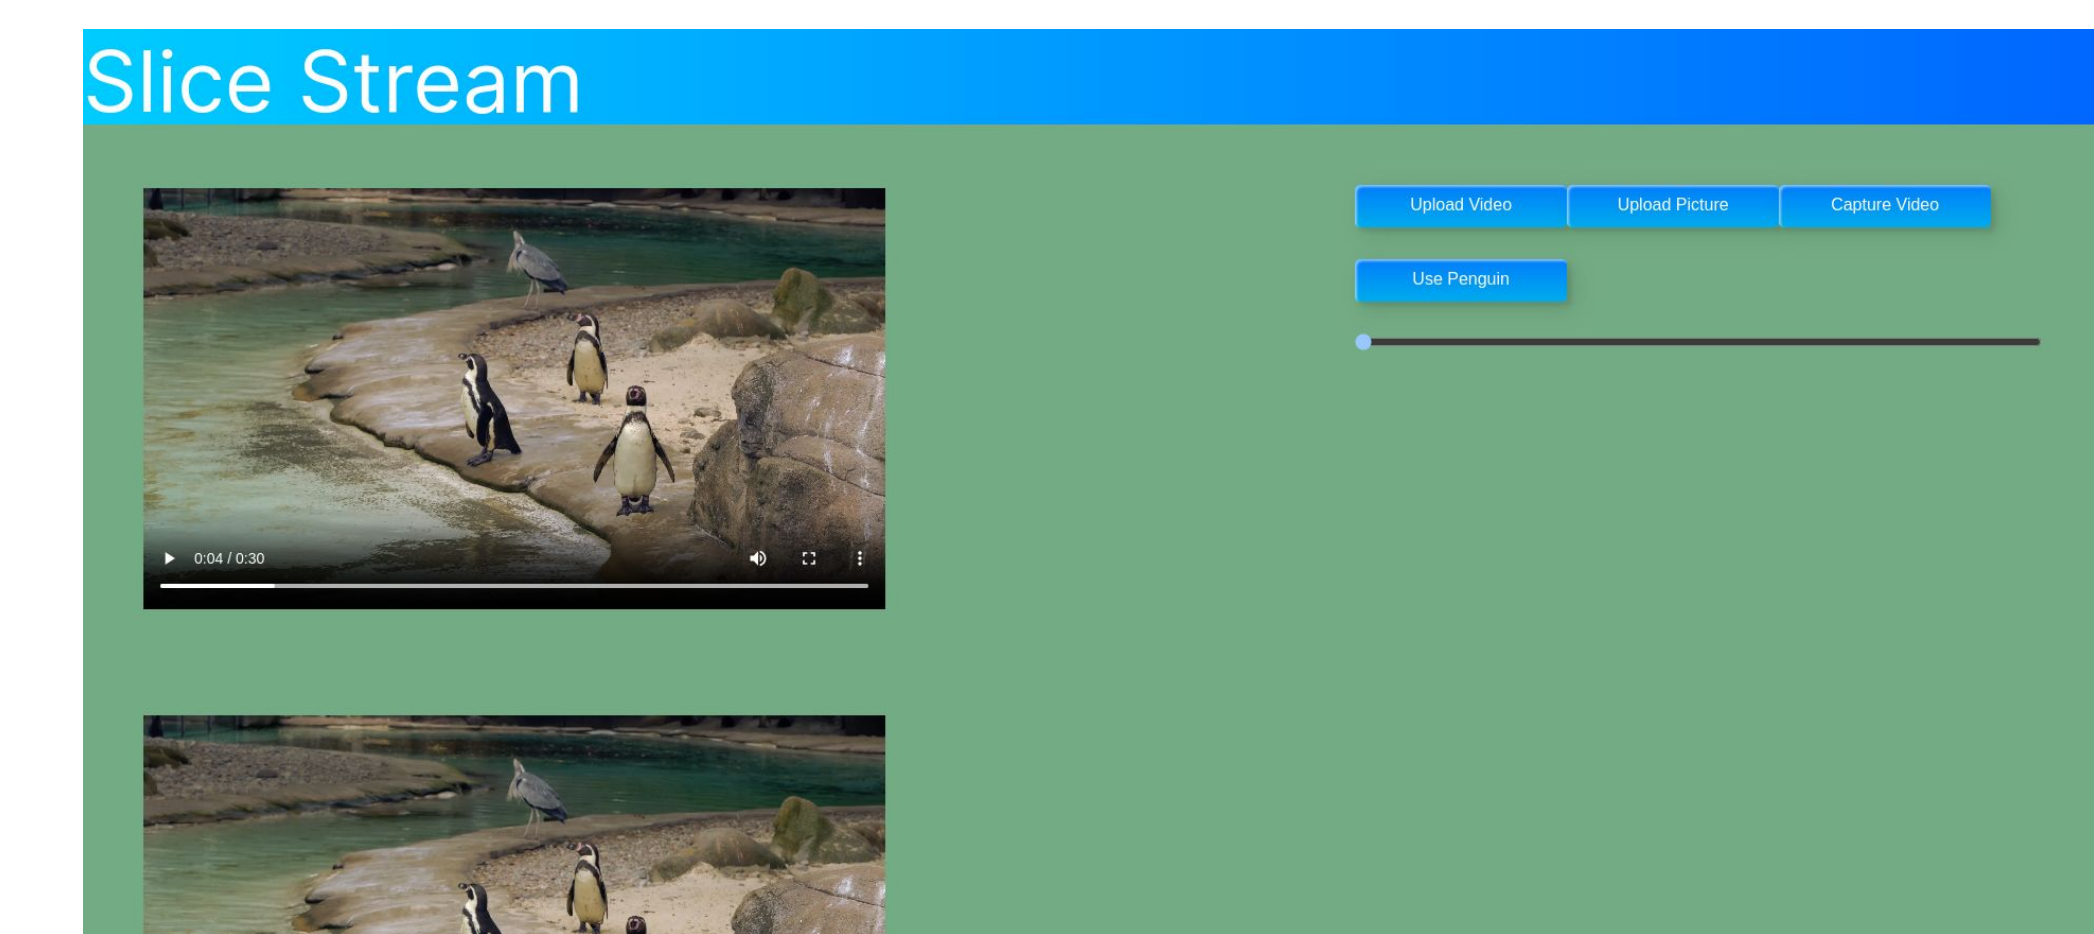 Slice Stream
Upload Video
Upload Picture
Capture Video
Use Penguin
0:04 / 0:30